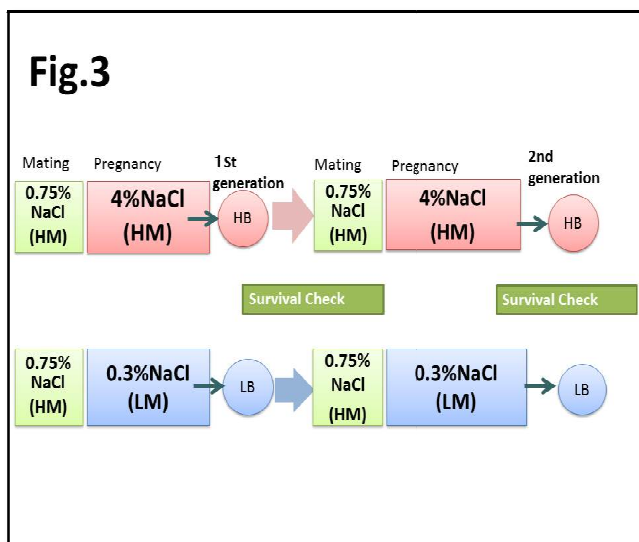 Fig.3
Mating
Pregnancy
1St
generation
Mating
Pregnancy
2nd
generation
0.75%
NaCl
(HM)
4%NaCl
(HM)
HB
0.75%
NaCl
(HM)
4%NaCl
(HM)
HB
Survival Check
Survival Check
0.75%
NaCl
(HM)
0.3%NaCl
(LM)
LB
0.75%
NaCl
(HM)
0.3%NaCl
(LM)
LB